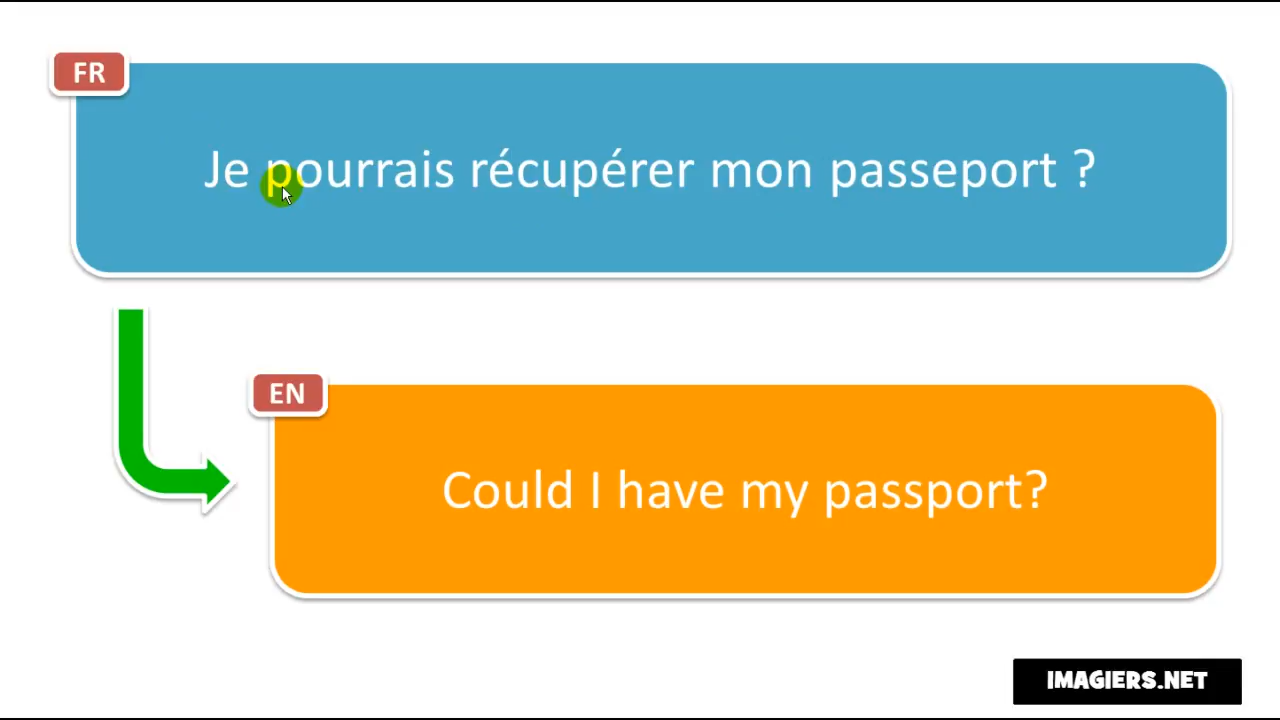 FR
Je pourrais récupérer mon passeport ?
EN
Could I have my passport?
IMAGIERS.NET